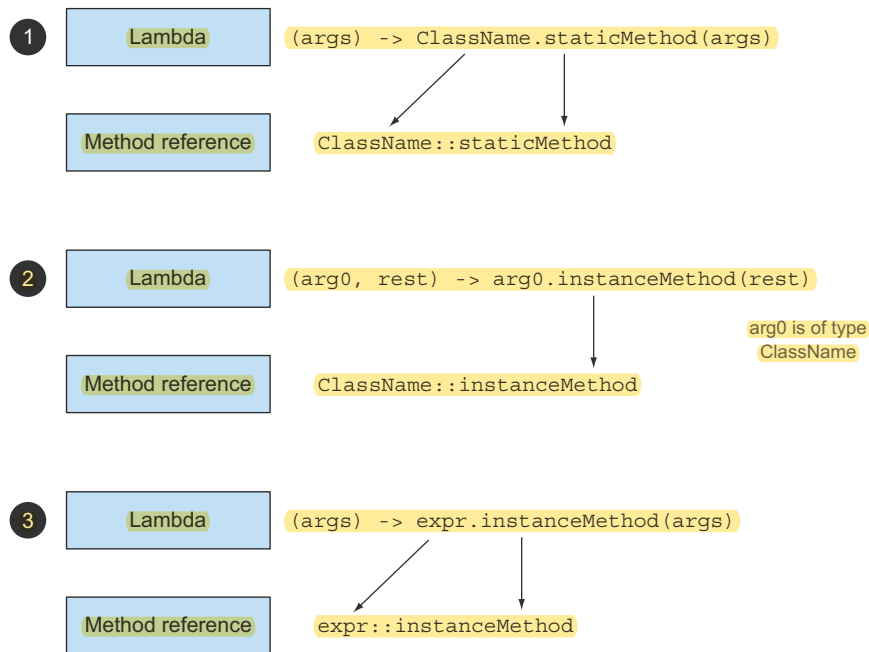 1 Lambda (args) -> ClassName.staticMethod(args)
Method reference ClassName::staticMethod
2 Lambda (arg0, rest) -> arg0.instanceMethod(rest)
arg0 is of type
ClassName
Method reference ClassName::instanceMethod
3 Lambda (args) -> expr.instanceMethod(args)
Method reference expr::instanceMethod